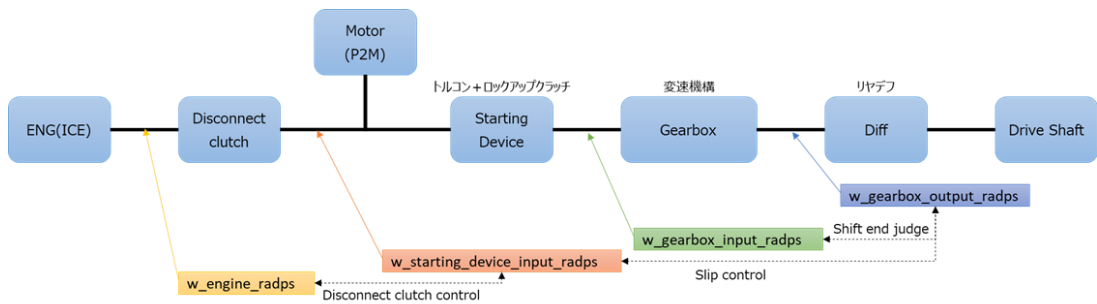 Motor
(P2M)
トルコン+ロックアップクラッチ
変速機構
リヤデフ
ENG(ICE)
Disconnect
clutch
Starting
Device
Gearbox
Diff
Drive Shaft
w_gearbox_output_radps
Shift end judge
w_gearbox_input_radps
w_starting_device_input_radps
Slip control
w_engine_radps
Disconnect clutch control